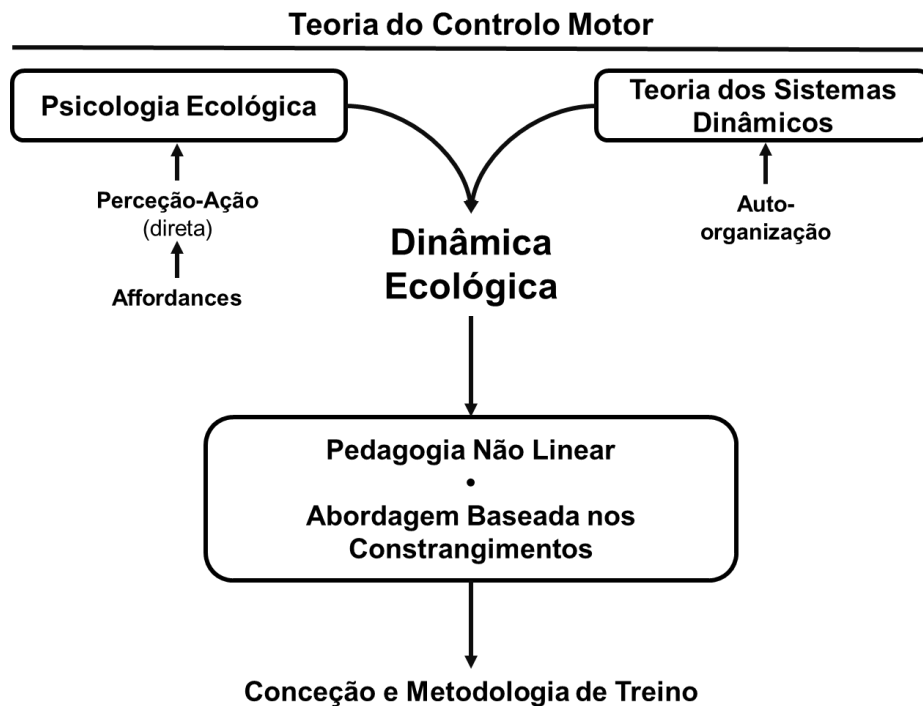 Teoria do Controlo Motor
Psicologia Ecológica
Teoria dos Sistemas
Dinâmicos
Perceção-Ação
(direta)
Affordances
Auto-
organização
Dinâmica
Ecológica
Pedagogia Não Linear
•
Abordagem Baseada nos
Constrangimentos
Conceção e Metodologia de Treino